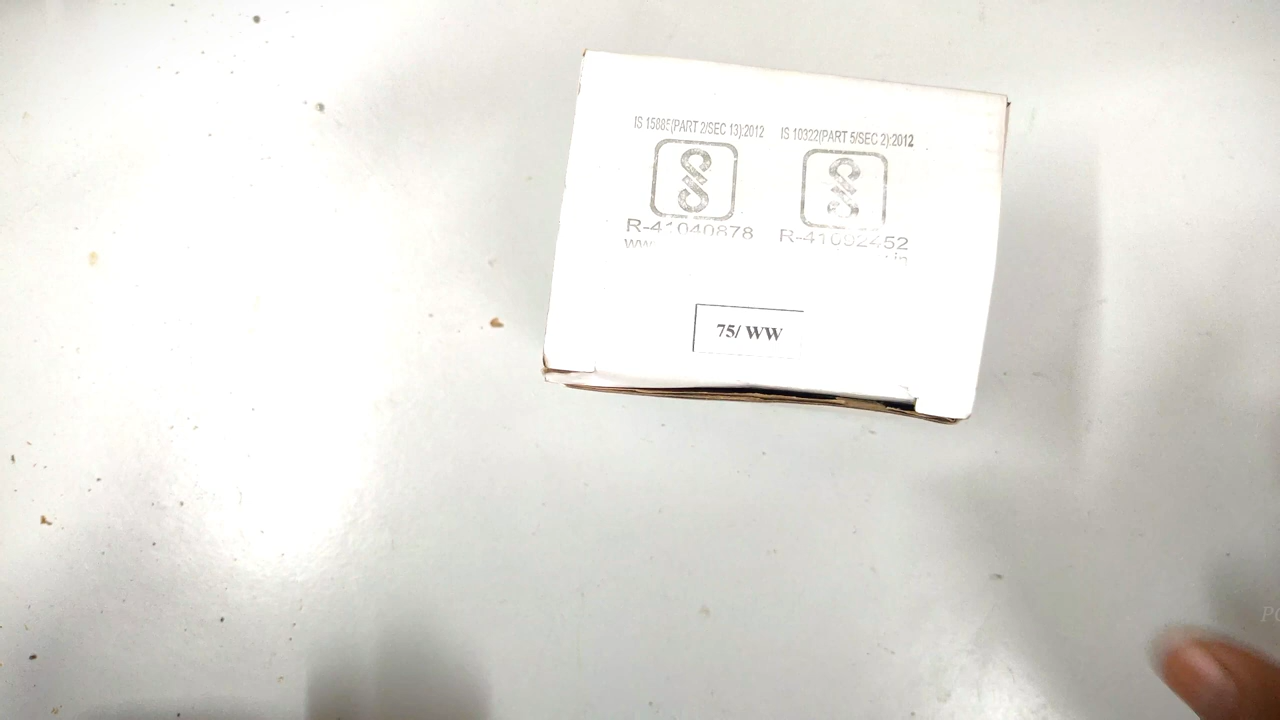 IS 15885(PART 2/SEC 13):2012 IS 10322(PART 5/SEC 2):2012
R-41040878 R-41092452
75/ WW